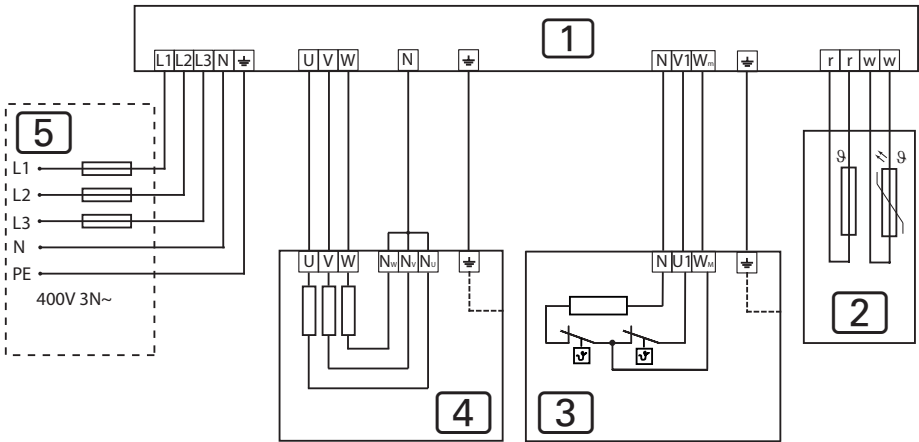 1
L1 L2 L3 N U V W N N V1 Wm r r w w
5
L1
L2
L3
N
PE
400V 3N~
ϑ ϑ
U V W NW NV NU N U1 WM
2
ϑ ϑ
4
3